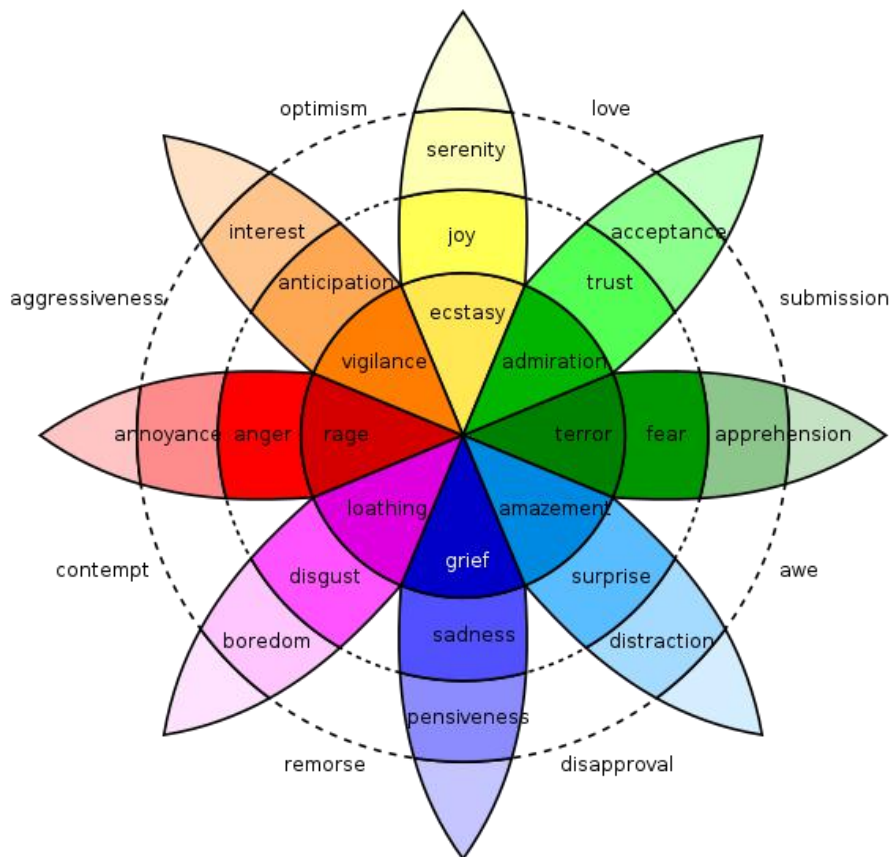 optimism
love
serenity
interest
acceptance
joy
anticipation
trust
aggressiveness
submission
ecstasy
vigilance
admiration
annoyance
anger
rage
terror
fear
apprehension
loathing
amazement
grief
contempt
disgust
surprise
awe
boredom
sadness
distraction
pensiveness
remorse
disapproval